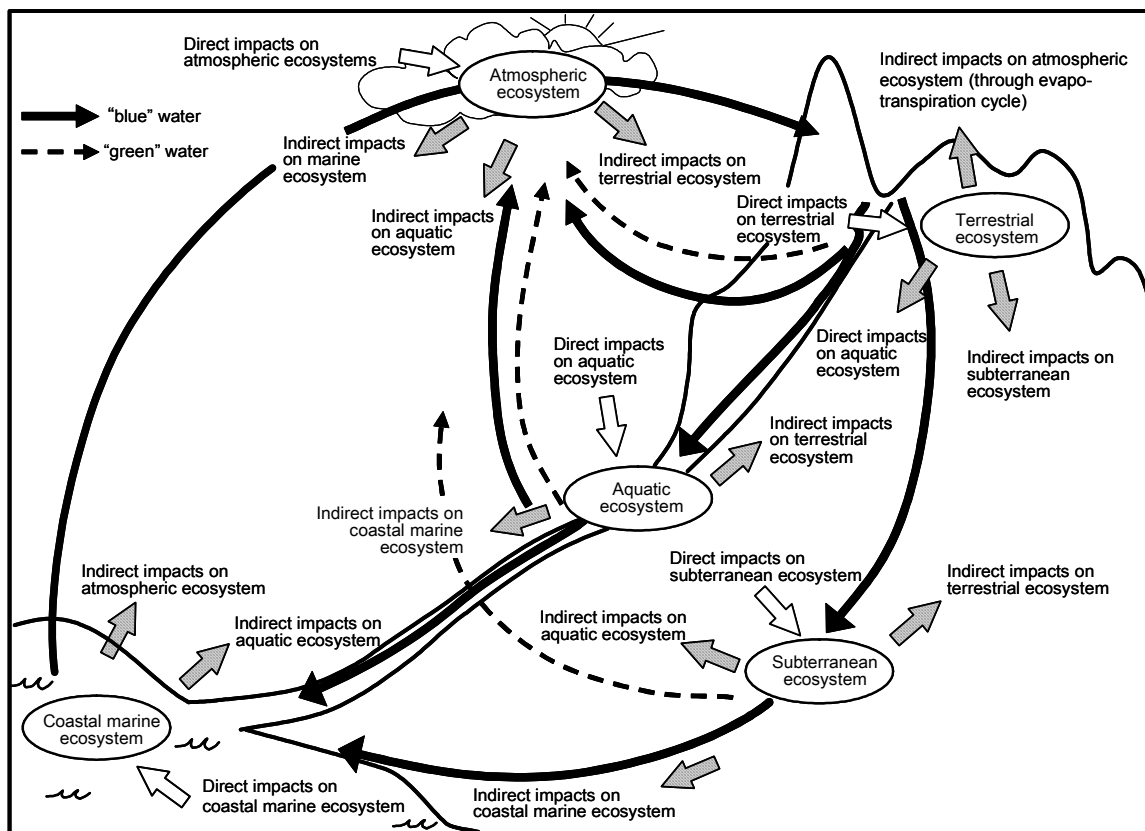 Direct impacts on
atmospheric ecosystems
Atmospheric
ecosystem
Indirect impacts on atmospheric
ecosystem (through evapo-
transpiration cycle)
"blue" water
"green" water
Indirect impacts
on marine
ecosystem
Indirect impacts on
terrestrial ecosystem
Indirect impacts
on aquatic
ecosystem
Direct impacts
on terrestrial
ecosystem
Terrestrial
ecosystem
Direct impacts
on aquatic
ecosystem
Direct impacts
on aquatic
ecosystem
Indirect impacts on
subterranean
ecosystem
Indirect impacts
on terrestrial
ecosystem
Aquatic
ecosystem
Indirect impacts on
coastal marine
ecosystem
Direct impacts on
subterranean ecosystem
Indirect impacts on
terrestrial ecosystem
Indirect impacts on
atmospheric ecosystem
Indirect impacts
on aquatic ecosystem
Indirect impacts
on aquatic ecosystem
Subterranean
ecosystem
Coastal marine
ecosystem
Direct impacts on
coastal marine ecosystem
Indirect impacts on
coastal marine ecosystem